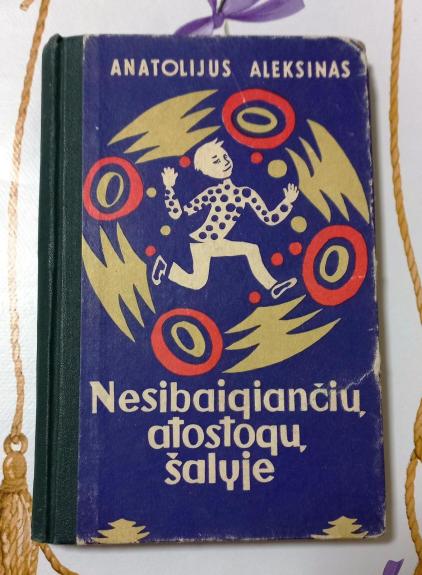 ANATOLIJUS ALEKSINAS
Nesibaigiančių
atostogų
šalyje